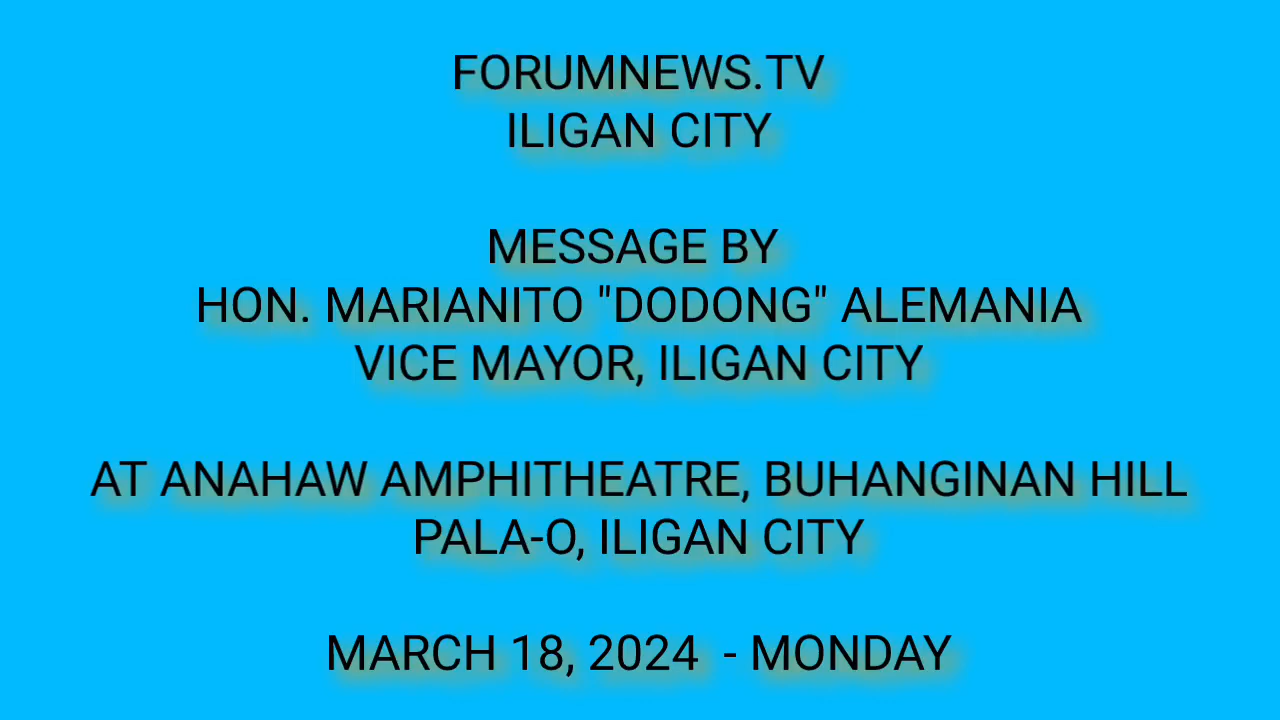 FORUMNEWS.TV
ILIGAN CITY
MESSAGE BY
HON. MARIANITO "DODONG" ALEMANIA
VICE MAYOR, ILIGAN CITY
AT ANAHAW AMPHITHEATRE, BUHANGINAN HILL
PALA-O, ILIGAN CITY
MARCH 18, 2024  - MONDAY